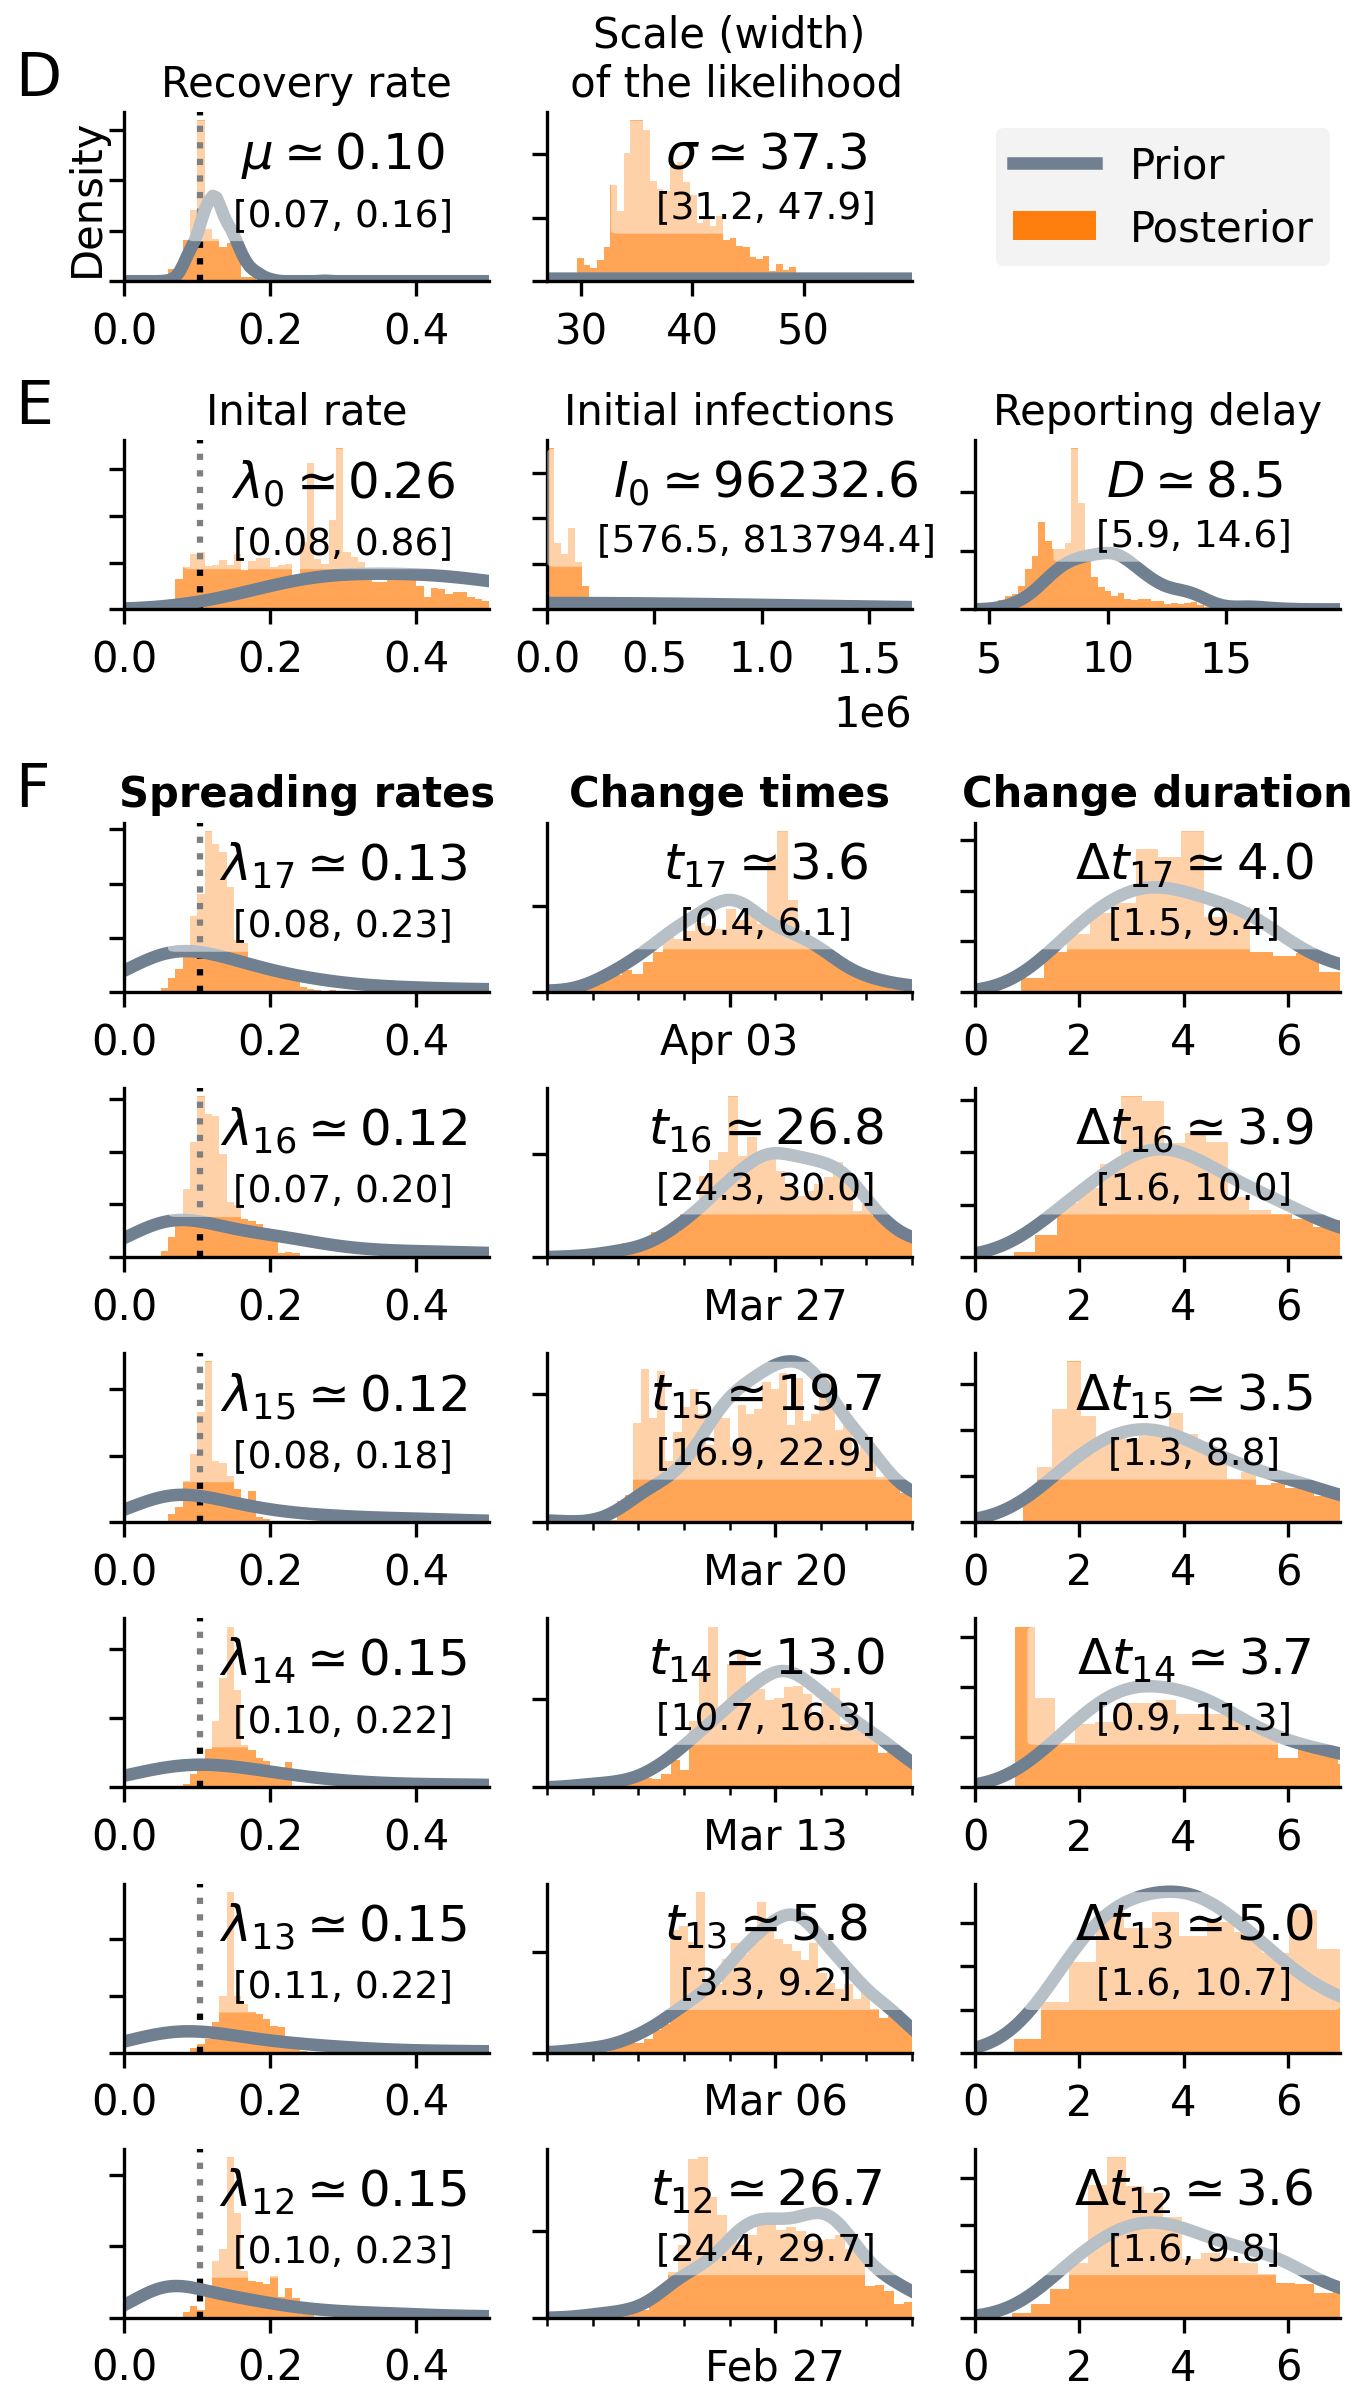 D
Recovery rate
Scale (width)
of the likelihood
Density
μ ≃ 0.10
[0.07, 0.16]
0.0 0.2 0.4
σ ≃ 37.3
[31.2, 47.9]
30 40 50
Prior
Posterior
E
Inital rate
λ0 ≃ 0.26
[0.08, 0.86]
0.0 0.2 0.4
Initial infections
I0 ≃ 96232.6
[576.5, 813794.4]
0.0 0.5 1.0 1.5
1e6
Reporting delay
D ≃ 8.5
[5.9, 14.6]
5 10 15
F
Spreading rates
Change times
Change duration
λ17 ≃ 0.13
[0.08, 0.23]
0.0 0.2 0.4
t17 ≃ 3.6
[0.4, 6.1]
Apr 03
Δt17 ≃ 4.0
[1.5, 9.4]
0 2 4 6
λ16 ≃ 0.12
[0.07, 0.20]
0.0 0.2 0.4
t16 ≃ 26.8
[24.3, 30.0]
Mar 27
Δt16 ≃ 3.9
[1.6, 10.0]
0 2 4 6
λ15 ≃ 0.12
[0.08, 0.18]
0.0 0.2 0.4
t15 ≃ 19.7
[16.9, 22.9]
Mar 20
Δt15 ≃ 3.5
[1.3, 8.8]
0 2 4 6
λ14 ≃ 0.15
[0.10, 0.22]
0.0 0.2 0.4
t14 ≃ 13.0
[10.7, 16.3]
Mar 13
Δt14 ≃ 3.7
[0.9, 11.3]
0 2 4 6
λ13 ≃ 0.15
[0.11, 0.22]
0.0 0.2 0.4
t13 ≃ 5.8
[3.3, 9.2]
Mar 06
Δt13 ≃ 5.0
[1.6, 10.7]
0 2 4 6
λ12 ≃ 0.15
[0.10, 0.23]
0.0 0.2 0.4
t12 ≃ 26.7
[24.4, 29.7]
Feb 27
Δt12 ≃ 3.6
[1.6, 9.8]
0 2 4 6